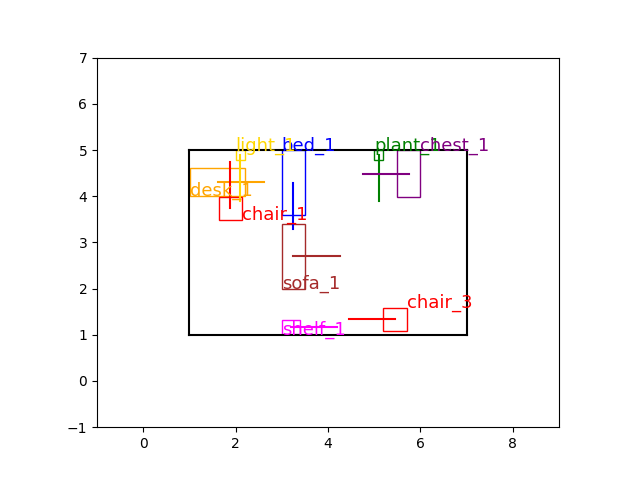 7
6
5
4
3
2
1
0
−1
light_1
bed_1
plant_1
chest_1
desk_1
chair_1
sofa_1
chair_3
shelf_1
0
2
4
6
8